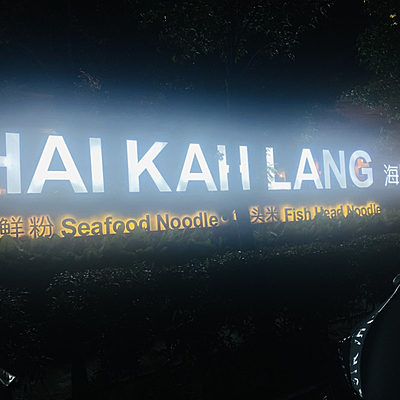 HAI KAH LANG 海
鲜粉 Seafood Noodle 头米 Fish Head Noodle